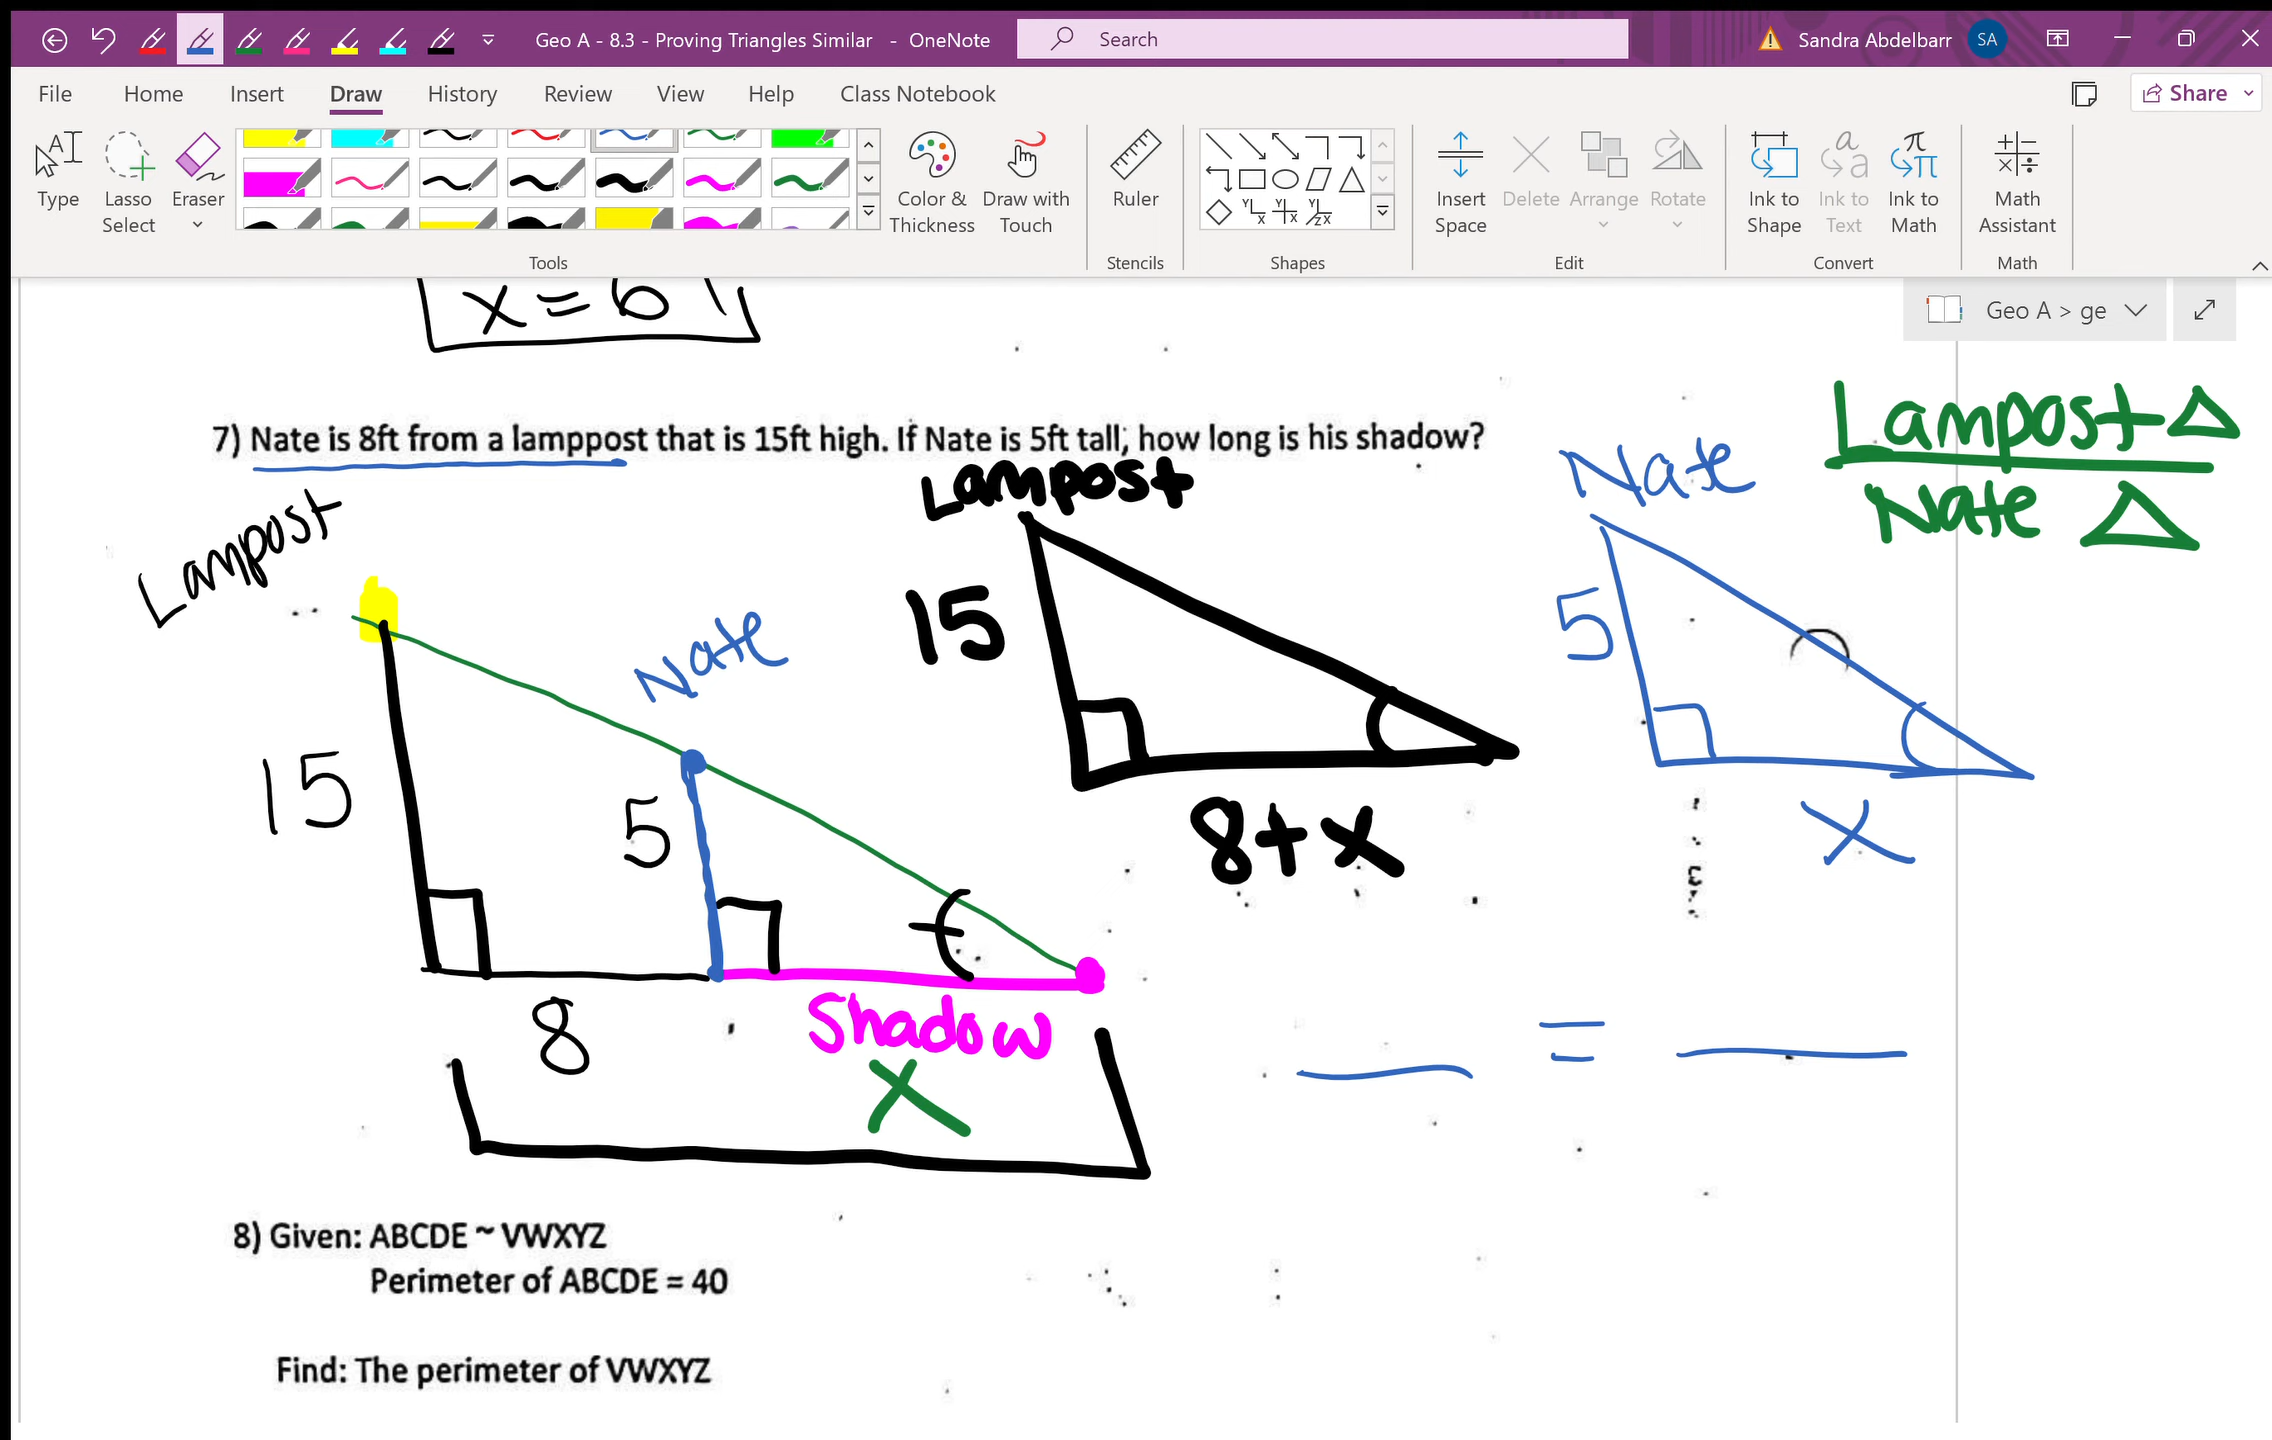 Geo A - 8.3 - Proving Triangles Similar - OneNote
Search
Sandra Abdelbarr
SA
File Home Insert Draw History Review View Help Class Notebook
Share
Type
Lasso Select
Eraser
Color & Thickness
Draw with Touch
Ruler
Insert Space
Delete
Arrange
Rotate
Ink to Shape
Ink to Text
Ink to Math
Math Assistant
Tools
Stencils
Shapes
Edit
Convert
Math
Geo A > ge
7) Nate is 8ft from a lamppost that is 15ft high. If Nate is 5ft tall, how long is his shadow?
Lampost △
Nate △
Lampost
Lampost
Nate
Nate
15
5
15
5
8
Shadow
x
8+x
x
=
8) Given: ABCDE ~ VWXYZ
Perimeter of ABCDE = 40
Find: The perimeter of VWXYZ